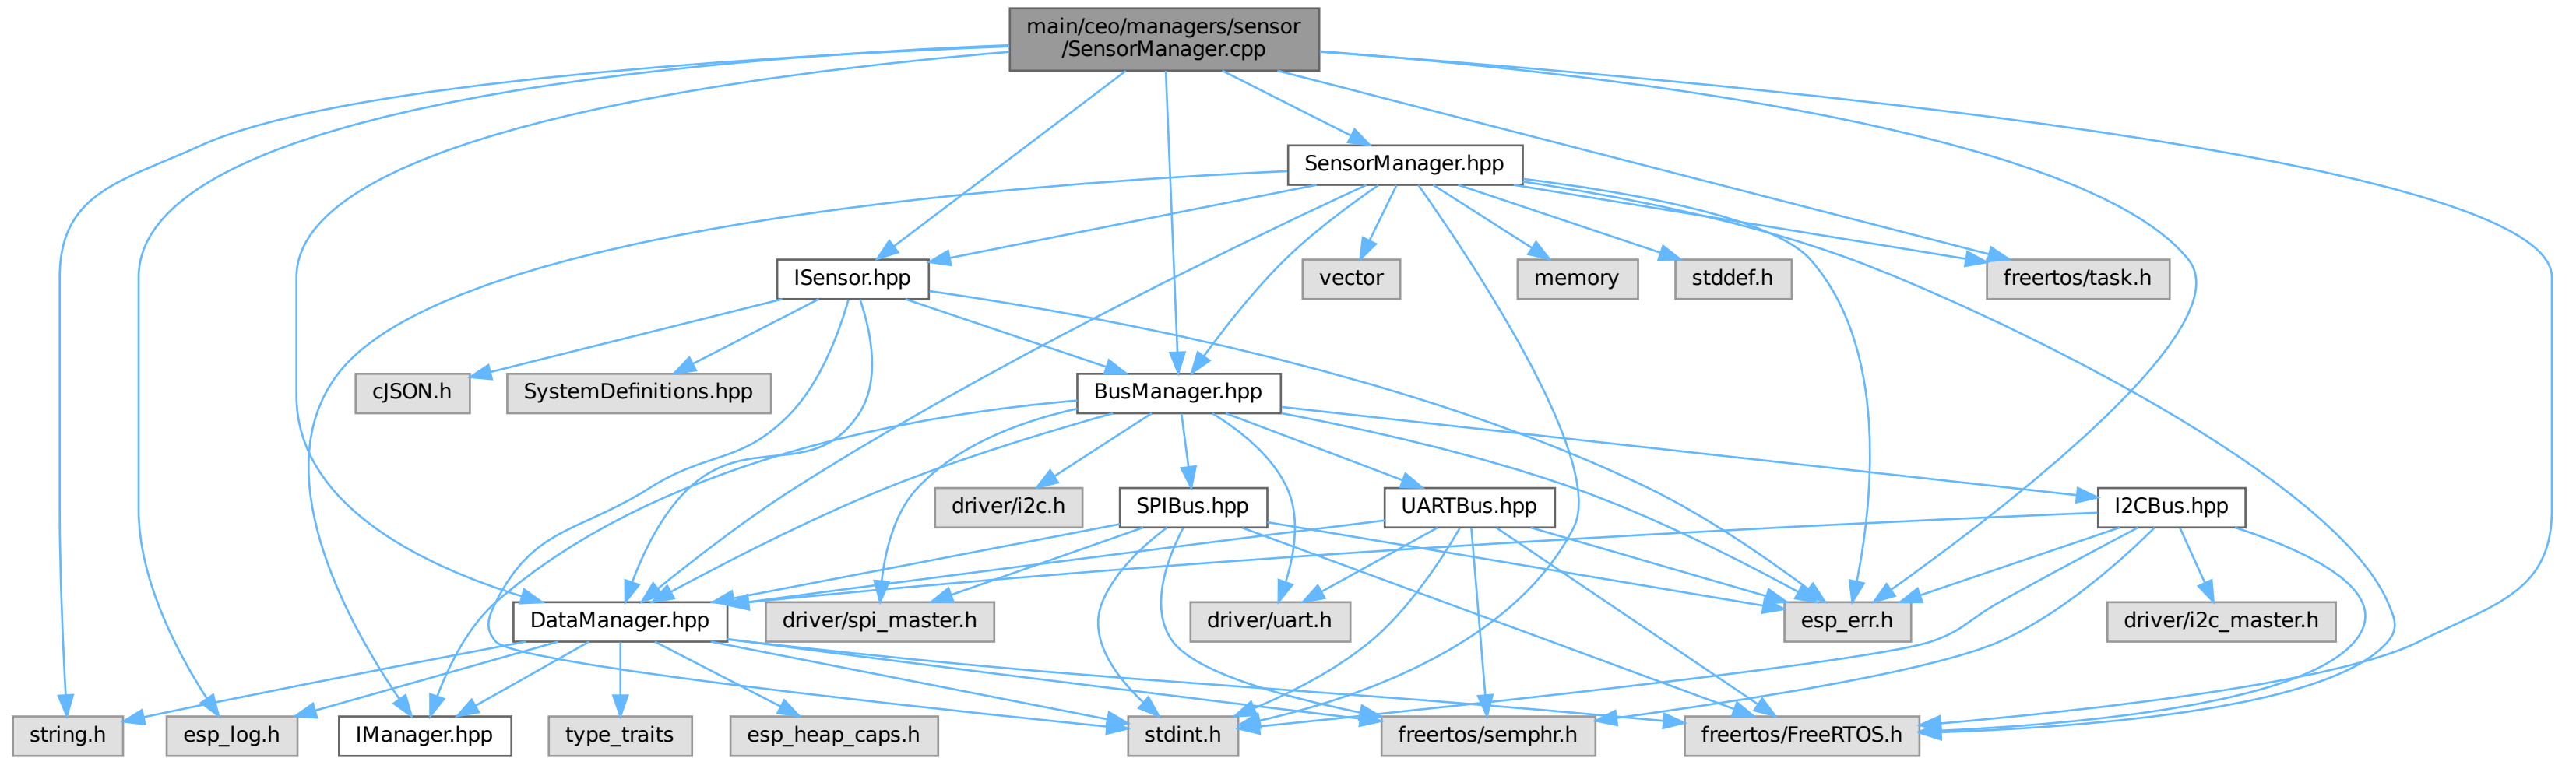 main/ceo/managers/sensor
/SensorManager.cpp
SensorManager.hpp
ISensor.hpp
vector
memory
stddef.h
freertos/task.h
cJSON.h
SystemDefinitions.hpp
BusManager.hpp
driver/i2c.h
SPIBus.hpp
UARTBus.hpp
I2CBus.hpp
DataManager.hpp
driver/spi_master.h
driver/uart.h
esp_err.h
driver/i2c_master.h
string.h
esp_log.h
IManager.hpp
type_traits
esp_heap_caps.h
stdint.h
freertos/semphr.h
freertos/FreeRTOS.h